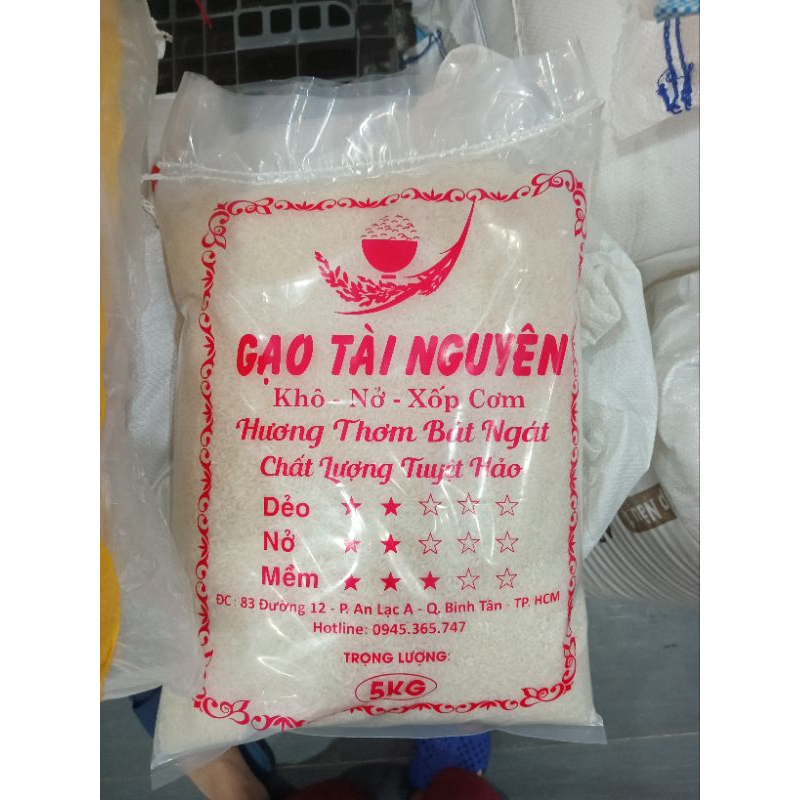 GẠO TÀI NGUYÊN
Khô - Nở - Xốp Cơm
Hương Thơm Bát Ngát
Chất Lượng Tuyệt Hảo
Dẻo ★ ★ ☆ ☆ ☆
Nở ★ ★ ☆ ☆ ☆
Mềm ★ ★ ★ ☆ ☆
ĐC : 83 Đường 12 - P. An Lạc A - Q. Bình Tân - TP. HCM
Hotline: 0945.365.747
TRỌNG LƯỢNG:
5KG